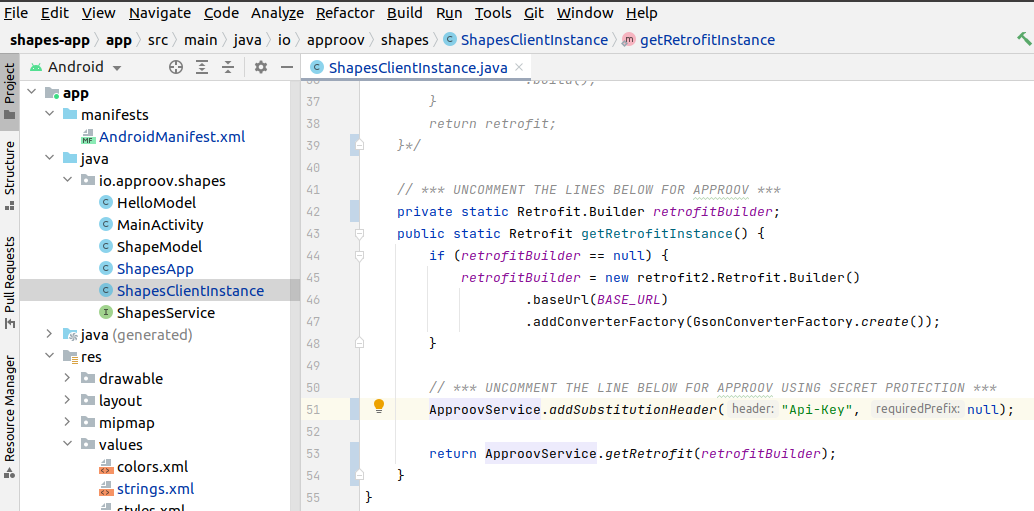 File Edit View Navigate Code Analyze Refactor Build Run Tools Git Window Help
shapes-app app src main java io approov shapes C ShapesClientInstance m getRetrofitInstance
Project
Structure
Pull Requests
Resource Manager
Android
app
manifests
MF AndroidManifest.xml
java
io.approov.shapes
C HelloModel
C MainActivity
C ShapeModel
C ShapesApp
C ShapesClientInstance
I ShapesService
java (generated)
res
drawable
layout
mipmap
values
colors.xml
strings.xml
styles.xml
C ShapesClientInstance.java
36 .build();
37 }
38 return retrofit;
39 }*/
40
41 // *** UNCOMMENT THE LINES BELOW FOR APPROOV ***
42 private static Retrofit.Builder retrofitBuilder;
43 public static Retrofit getRetrofitInstance() {
44 if (retrofitBuilder == null) {
45 retrofitBuilder = new retrofit2.Retrofit.Builder()
46 .baseUrl(BASE_URL)
47 .addConverterFactory(GsonConverterFactory.create());
48 }
49
50 // *** UNCOMMENT THE LINE BELOW FOR APPROOV USING SECRET PROTECTION ***
51 ApproovService.addSubstitutionHeader( header: "Api-Key", requiredPrefix: null);
52
53 return ApproovService.getRetrofit(retrofitBuilder);
54 }
55 }